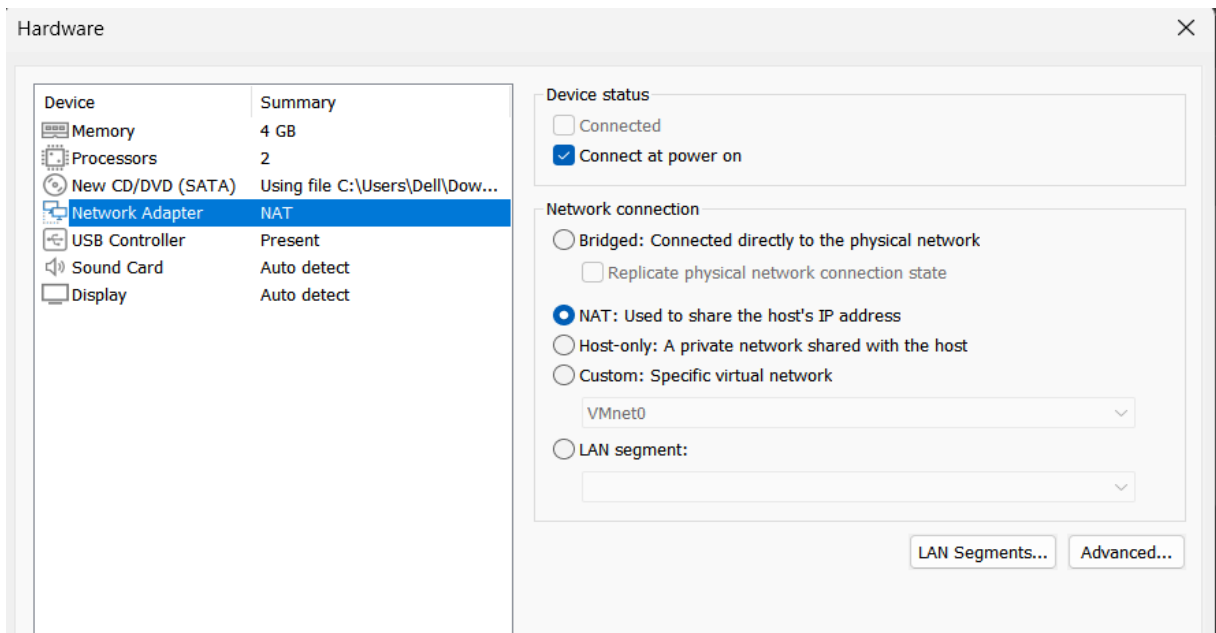 Hardware
Device Summary
Memory 4 GB
Processors 2
New CD/DVD (SATA) Using file C:\Users\Dell\Dow...
Network Adapter NAT
USB Controller Present
Sound Card Auto detect
Display Auto detect
Device status
Connected
Connect at power on
Network connection
Bridged: Connected directly to the physical network
Replicate physical network connection state
NAT: Used to share the host's IP address
Host-only: A private network shared with the host
Custom: Specific virtual network
VMnet0
LAN segment:
LAN Segments... Advanced...